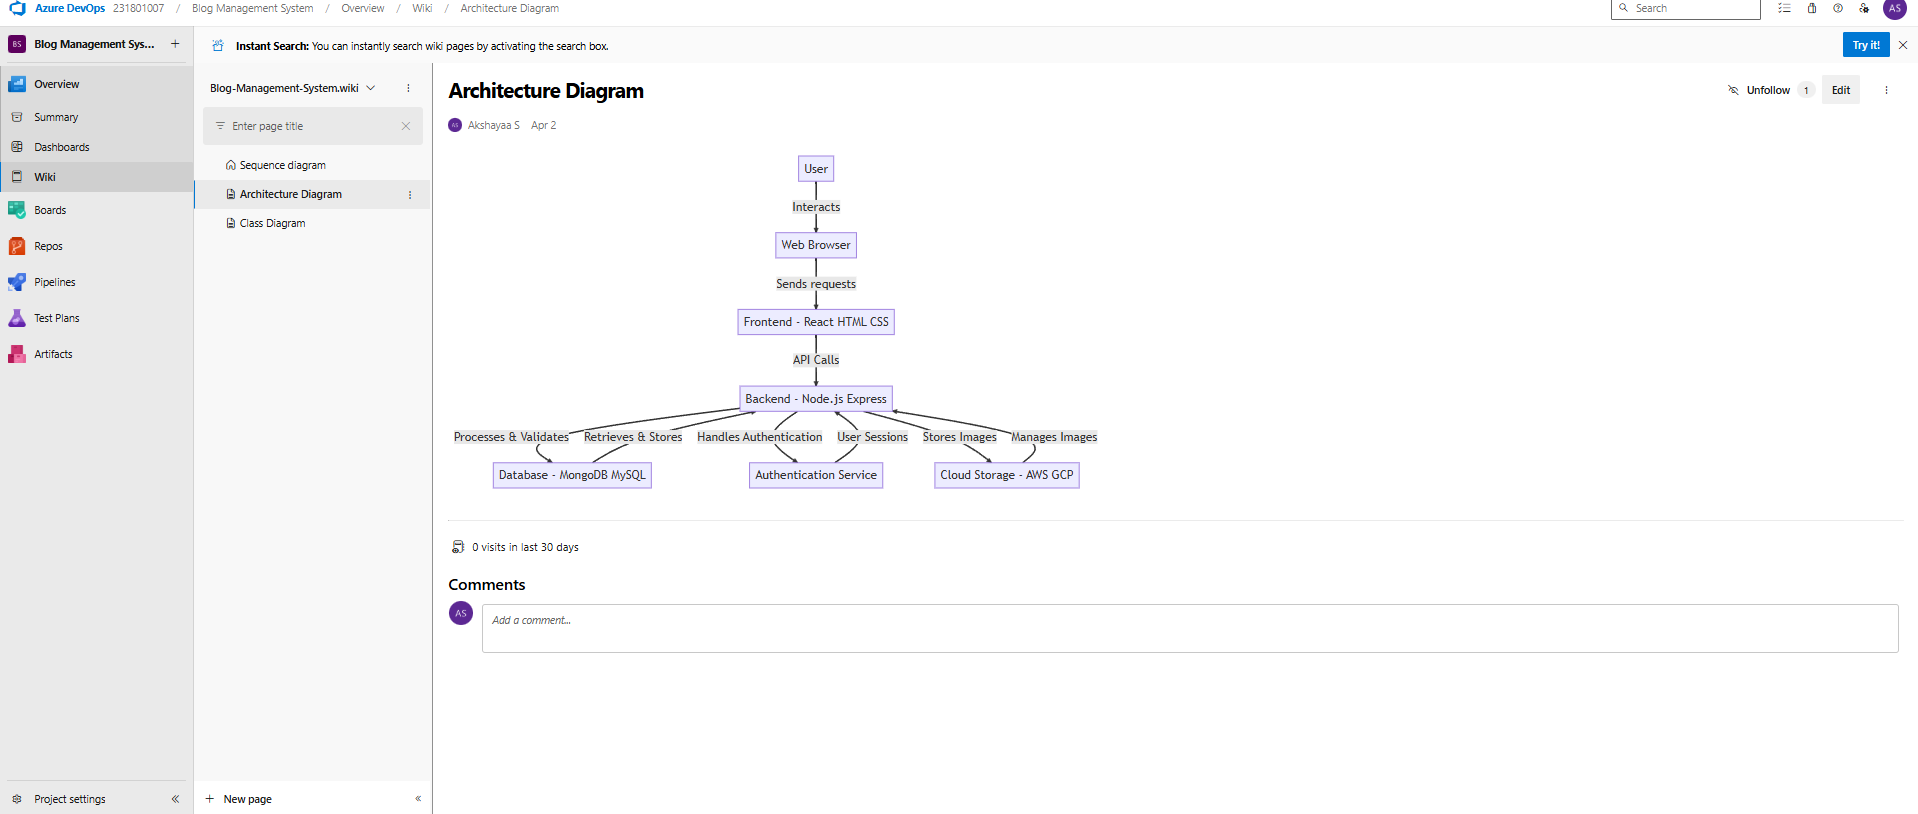 Azure DevOps 231801007 / Blog Management System / Overview / Wiki / Architecture Diagram
Search
AS
BS Blog Management Sys... +
Instant Search: You can instantly search wiki pages by activating the search box.
Try it!
Overview
Summary
Dashboards
Wiki
Boards
Repos
Pipelines
Test Plans
Artifacts
Project settings
Blog-Management-System.wiki
Enter page title
Sequence diagram
Architecture Diagram
Class Diagram
+ New page
Architecture Diagram
Unfollow 1 Edit
AS Akshayaa S Apr 2
User
Interacts
Web Browser
Sends requests
Frontend - React HTML CSS
API Calls
Backend - Node.js Express
Processes & Validates Retrieves & Stores Handles Authentication User Sessions Stores Images Manages Images
Database - MongoDB MySQL Authentication Service Cloud Storage - AWS GCP
0 visits in last 30 days
Comments
AS
Add a comment...